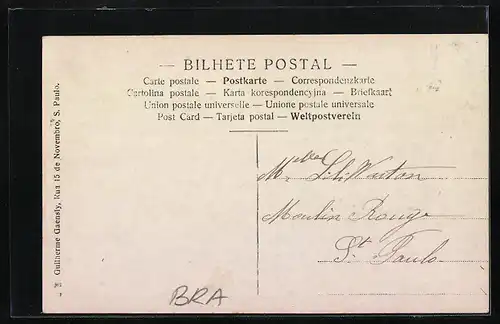 — BILHETE POSTAL —
Carte postale — Postkarte — Correspondenzkarte
Cartolina postale — Karta korespondencyjna — Briefkaart
Union postale universelle — Unione postale universale
Post Card — Tarjeta postal — Weltpostverein
Guilherme Gaensly, Rua 15 de Novembro, S. Paulo.
Mlle Lili Warton
Moulin Rouge
St Paulo
BRA